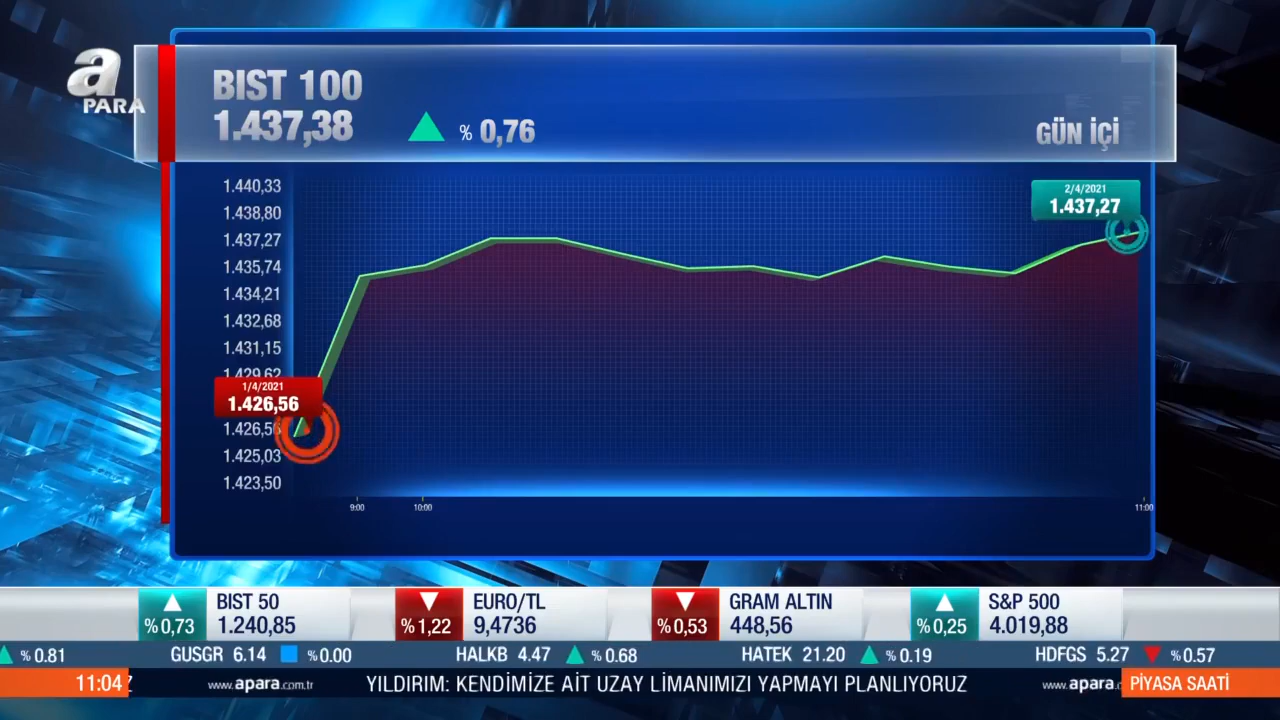 a
PARA
BIST 100
1.437,38
% 0,76
GÜN İÇİ
1.440,33
1.438,80
1.437,27
1.435,74
1.434,21
1.432,68
1.431,15
1.429,62
1.426,56
1.425,03
1.423,50
2/4/2021
1.437,27
1/4/2021
1.426,56
9:00 10:00 11:00
%0,73 BIST 50 1.240,85
%1,22 EURO/TL 9,4736
%0,53 GRAM ALTIN 448,56
%0,25 S&P 500 4.019,88
%0.81 GUSGR 6.14 %0.00 HALKB 4.47 %0.68 HATEK 21.20 %0.19 HDFGS 5.27 %0.57
11:04 www.apara.com.tr YILDIRIM: KENDİMİZE AİT UZAY LİMANIMIZI YAPMAYI PLANLIYORUZ www.apara.c PİYASA SAATİ